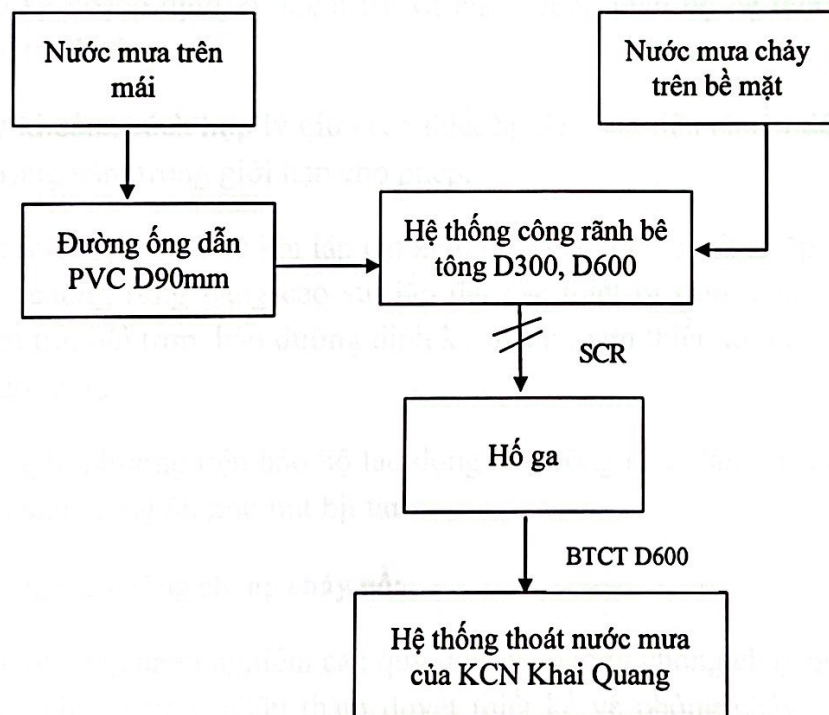 Nước mưa trên
mái
Nước mưa chảy
trên bề mặt
Đường ống dẫn
PVC D90mm
Hệ thống công rãnh bê
tông D300, D600
SCR
Hố ga
BTCT D600
Hệ thống thoát nước mưa
của KCN Khai Quang